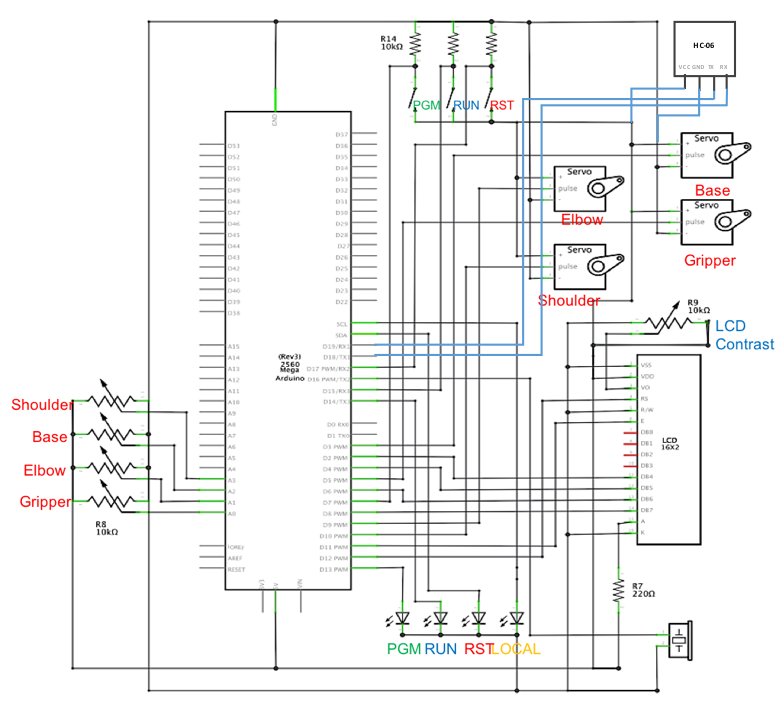 R14
10kΩ
HC-06
VCC GND TX RX
PGM RUN RST
GND
D53
D52
D51
D50
D49
D48
D47
D46
D45
D44
D43
D42
D41
D40
D39
D38
A15
A14
A13
A12
A11
A10
A9
A8
A7
A6
A5
A4
A3
A2
A1
A0
IOREF
AREF
RESET
D37
D36
D35
D34
D33
D32
D31
D30
D29
D28
D27
D26
D25
D24
D23
D22
SCL
SDA
D19/RX1
D18/TX1
D17 PWM/RX2
D16 PWM/TX2
D15/RX3
D14/TX3
D0 RX0
D1 TX0
D3 PWM
D2 PWM
D4 PWM
D5 PWM
D6 PWM
D7 PWM
D8 PWM
D9 PWM
D10 PWM
D11 PWM
D12 PWM
D13 PWM
3V3
5V
VIN
(Rev3)
2560
Mega
Arduino
Servo
+
pulse
-
Base
Servo
+
pulse
-
Elbow
Servo
+
pulse
-
Gripper
Servo
+
pulse
-
Shoulder
R9
10kΩ
LCD
Contrast
VSS
VDD
VO
RS
R/W
E
DB0
DB1
DB2
DB3
DB4
DB5
DB6
DB7
A
K
LCD
16X2
Shoulder
Base
Elbow
Gripper
R8
10kΩ
R7
220Ω
PGM RUN RST LOCAL